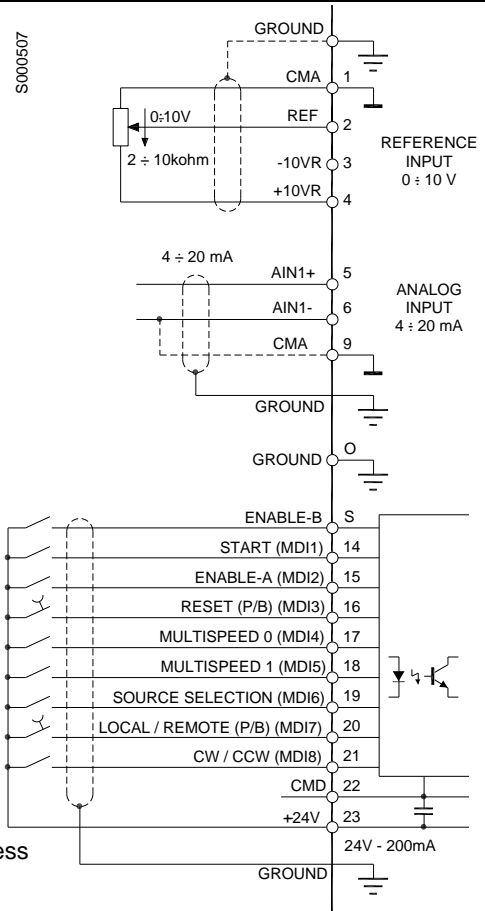 S000507
GROUND
CMA 1
REF 2
0÷10V
2 ÷ 10kohm
-10VR 3
+10VR 4
REFERENCE
INPUT
0 ÷ 10 V
4 ÷ 20 mA
AIN1+ 5
AIN1- 6
CMA 9
ANALOG
INPUT
4 ÷ 20 mA
GROUND
GROUND O
ENABLE-B S
START (MDI1) 14
ENABLE-A (MDI2) 15
RESET (P/B) (MDI3) 16
MULTISPEED 0 (MDI4) 17
MULTISPEED 1 (MDI5) 18
SOURCE SELECTION (MDI6) 19
LOCAL / REMOTE (P/B) (MDI7) 20
CW / CCW (MDI8) 21
CMD 22
+24V 23
24V - 200mA
ess
GROUND